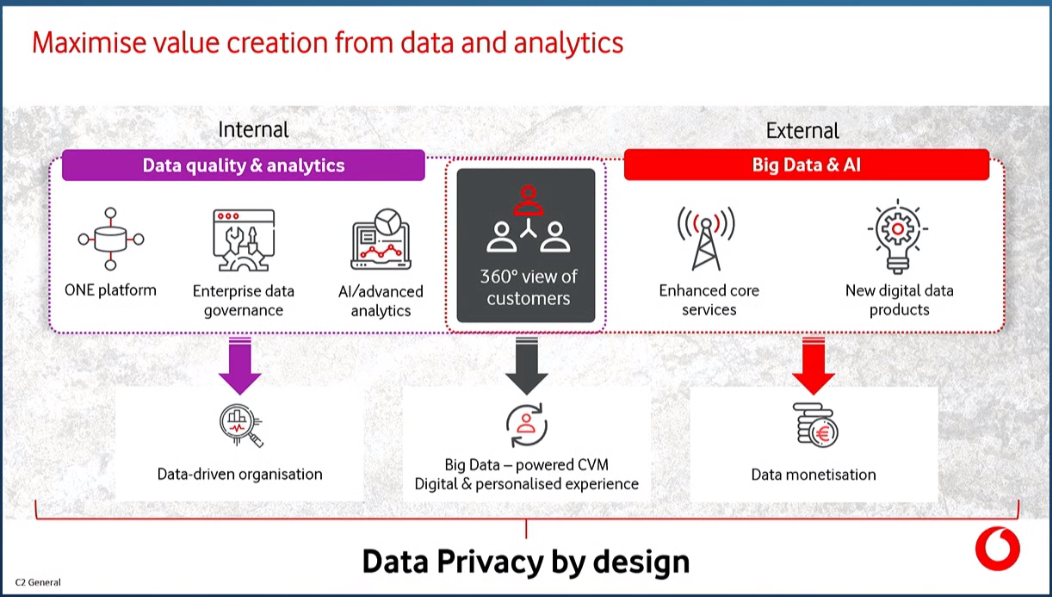 Maximise value creation from data and analytics
Internal
External
Data quality & analytics
Big Data & AI
ONE platform
Enterprise data
governance
AI/advanced
analytics
360° view of
customers
Enhanced core
services
New digital data
products
Data-driven organisation
Big Data – powered CVM
Digital & personalised experience
€
Data monetisation
Data Privacy by design
C2 General